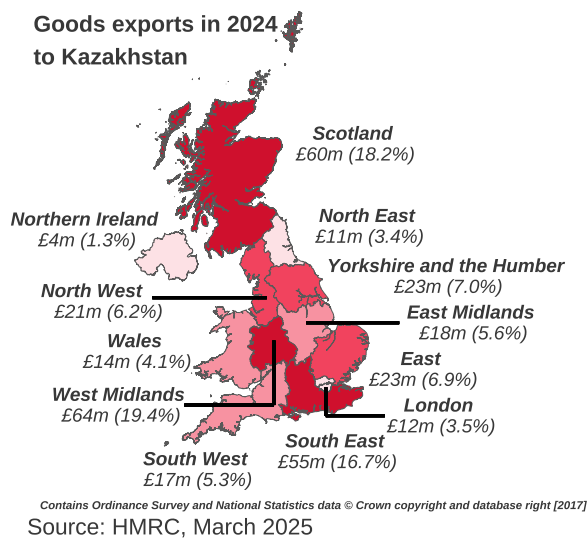 Goods exports in 2024
to Kazakhstan
Scotland
£60m (18.2%)
Northern Ireland
£4m (1.3%)
North East
£11m (3.4%)
Yorkshire and the Humber
£23m (7.0%)
North West
£21m (6.2%)
East Midlands
£18m (5.6%)
Wales
£14m (4.1%)
East
£23m (6.9%)
West Midlands
£64m (19.4%)
London
£12m (3.5%)
South East
£55m (16.7%)
South West
£17m (5.3%)
Contains Ordinance Survey and National Statistics data © Crown copyright and database right [2017]
Source: HMRC, March 2025